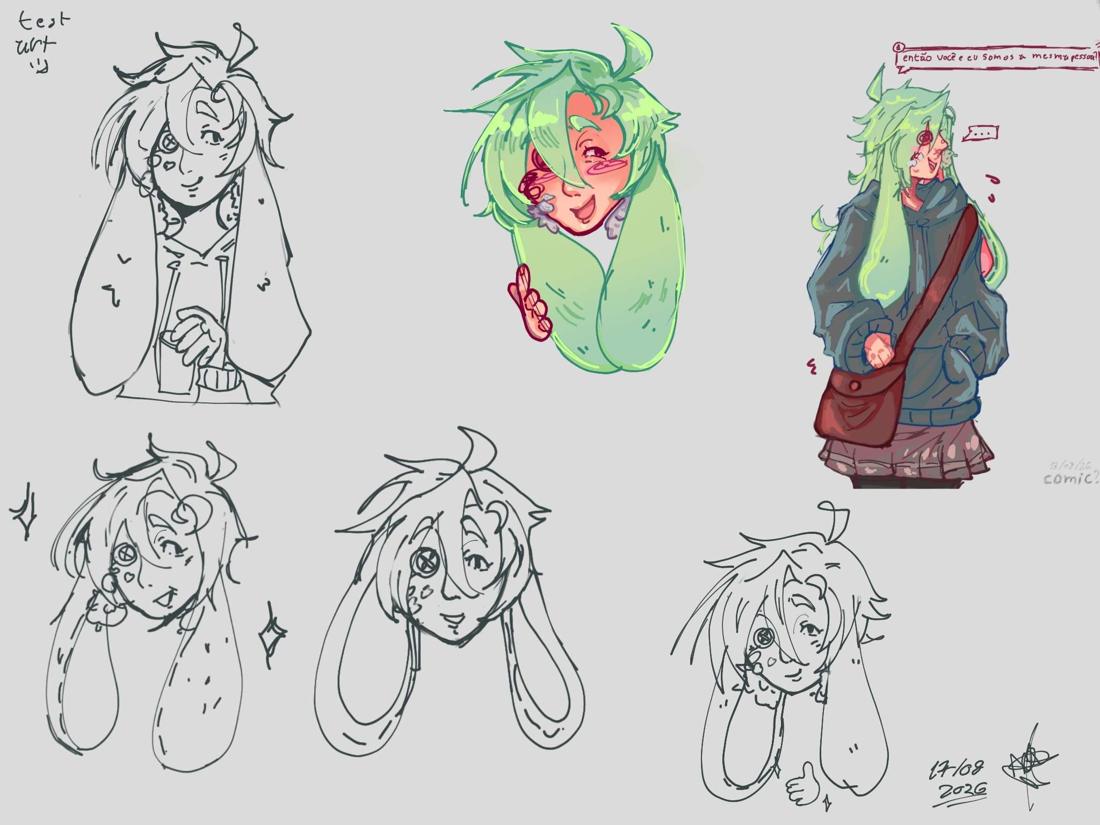 test
art
então você e eu somos a mesma pessoa?
...
comic?
17/08
2026